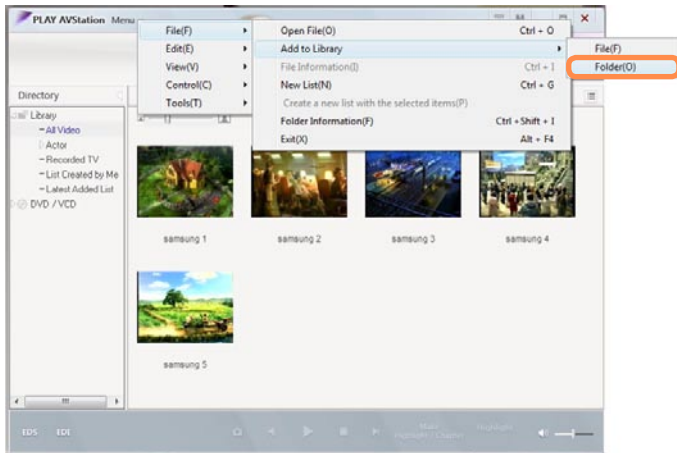 PLAY AVStation Menu
File(F)
Edit(E)
View(V)
Control(C)
Tools(T)
Open File(O) Ctrl + O
Add to Library
File Information(I) Ctrl + I
New List(N) Ctrl + G
Create a new list with the selected items(P)
Folder Information(F) Ctrl + Shift + I
Exit(X) Alt + F4
File(F)
Folder(O)
Directory
Library
All Video
Actor
Recorded TV
List Created by Me
Latest Added List
DVD / VCD
samsung 1
samsung 2
samsung 3
samsung 4
samsung 5
EDS EDI